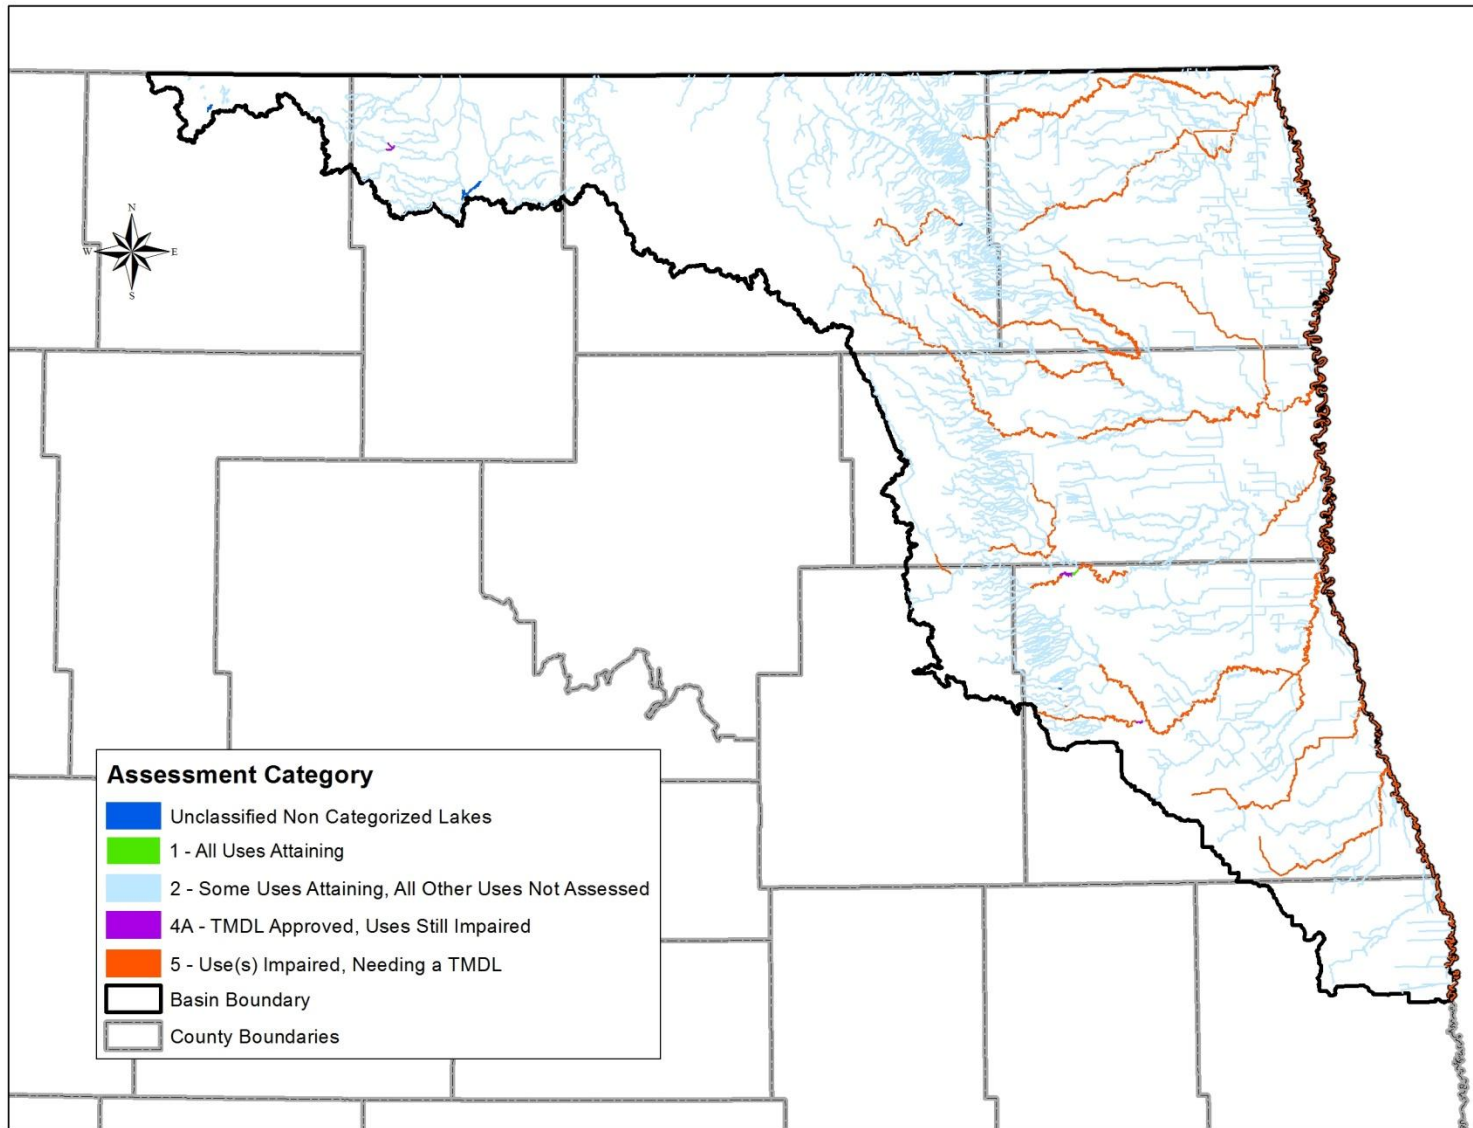 N
W E
S
Assessment Category
Unclassified Non Categorized Lakes
1 - All Uses Attaining
2 - Some Uses Attaining, All Other Uses Not Assessed
4A - TMDL Approved, Uses Still Impaired
5 - Use(s) Impaired, Needing a TMDL
Basin Boundary
County Boundaries